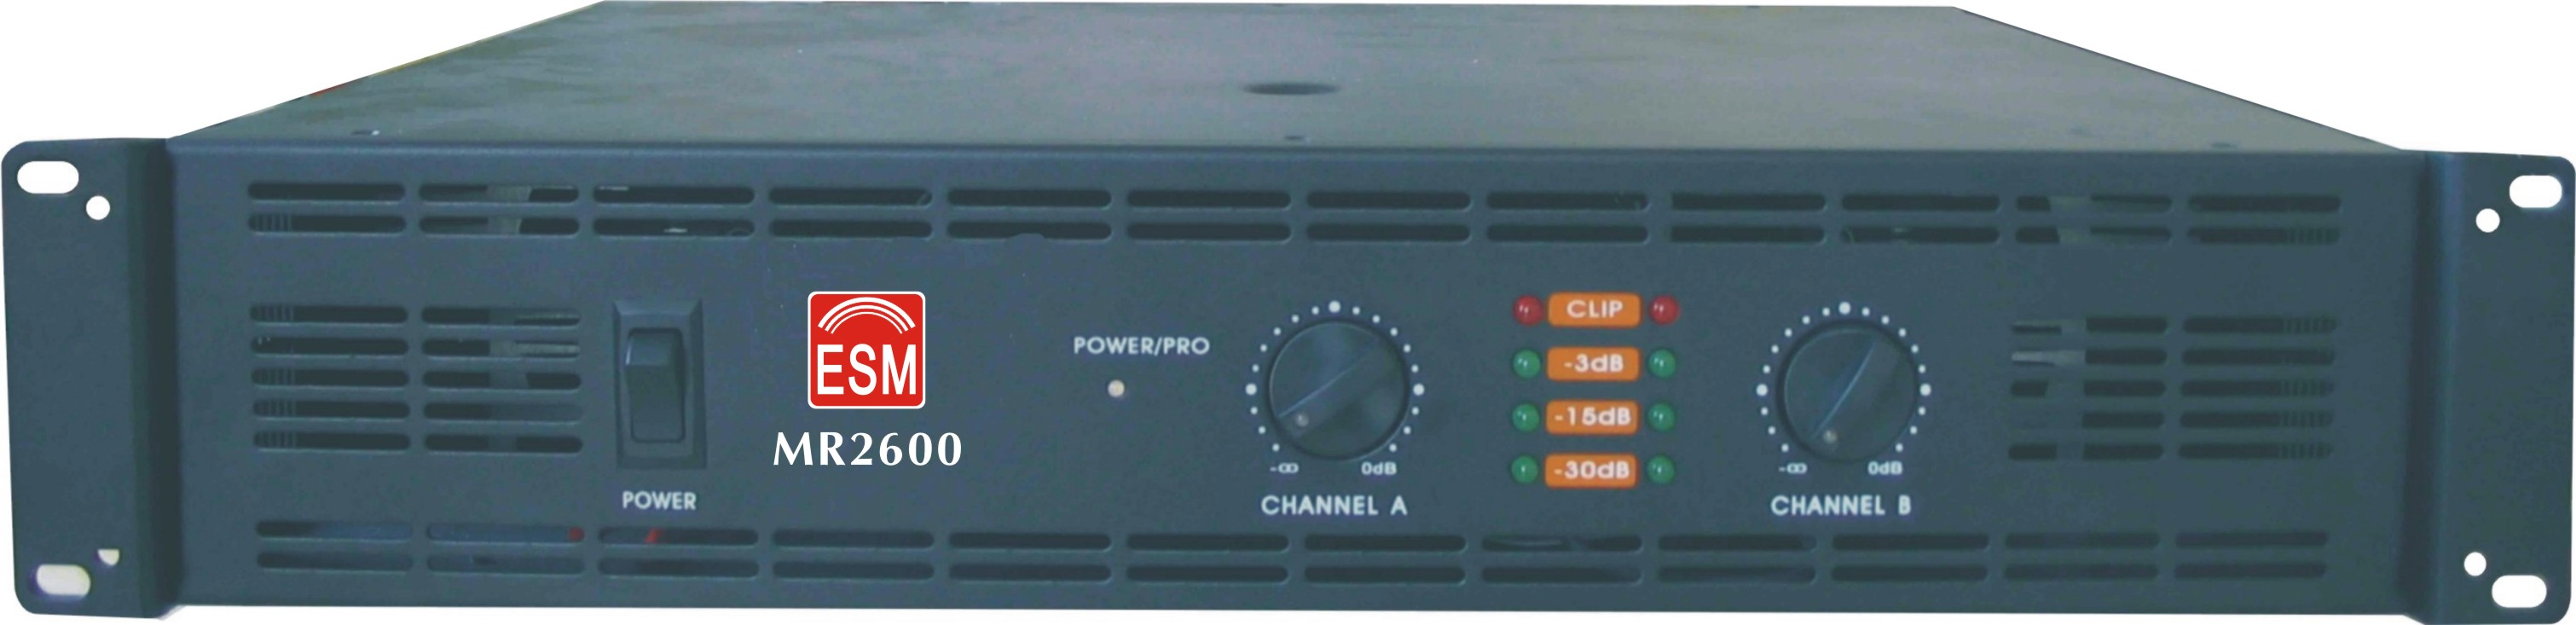 ESM
MR2600
POWER
POWER/PRO
-∞ 0dB
CHANNEL A
CLIP
-3dB
-15dB
-30dB
-∞ 0dB
CHANNEL B